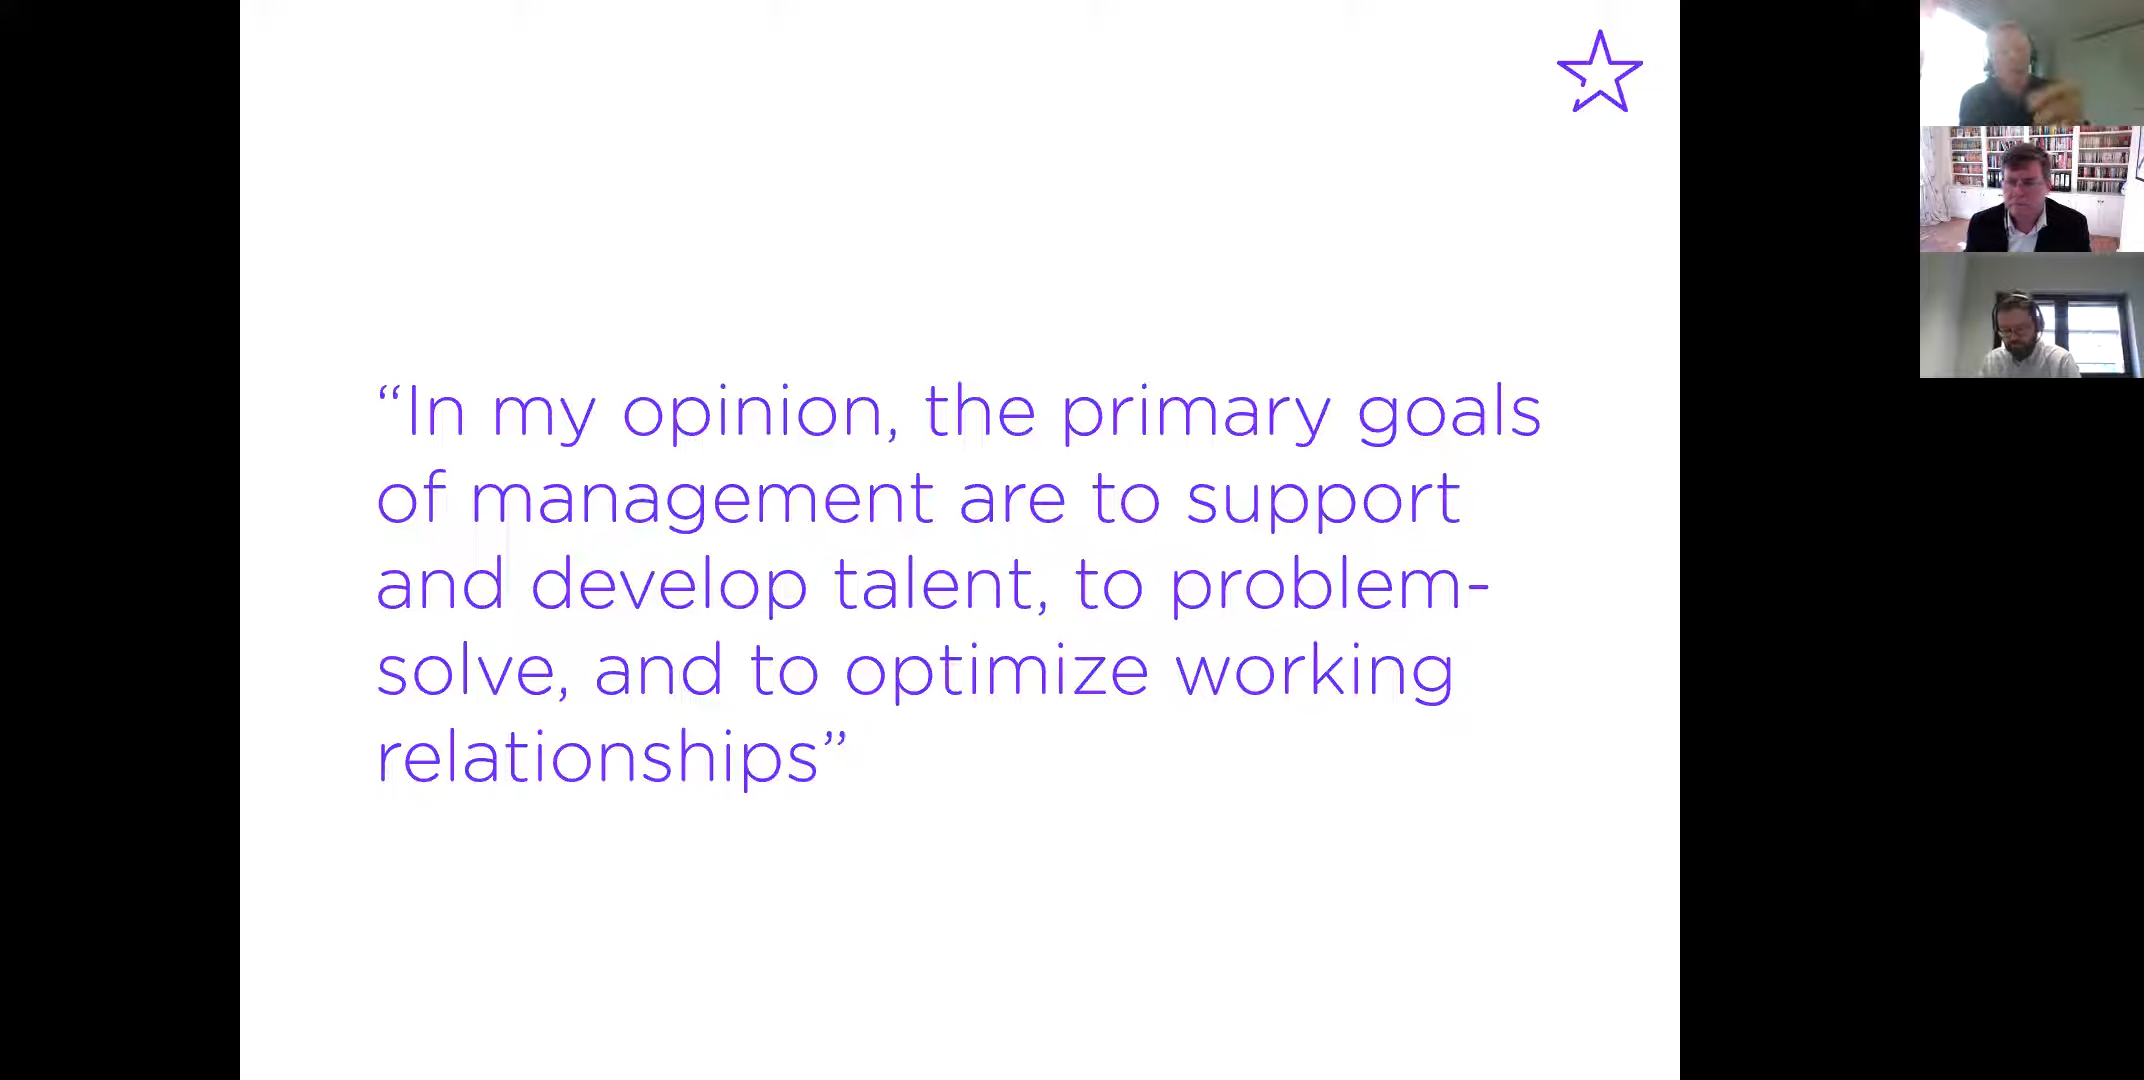 “In my opinion, the primary goals
of management are to support
and develop talent, to problem-
solve, and to optimize working
relationships”